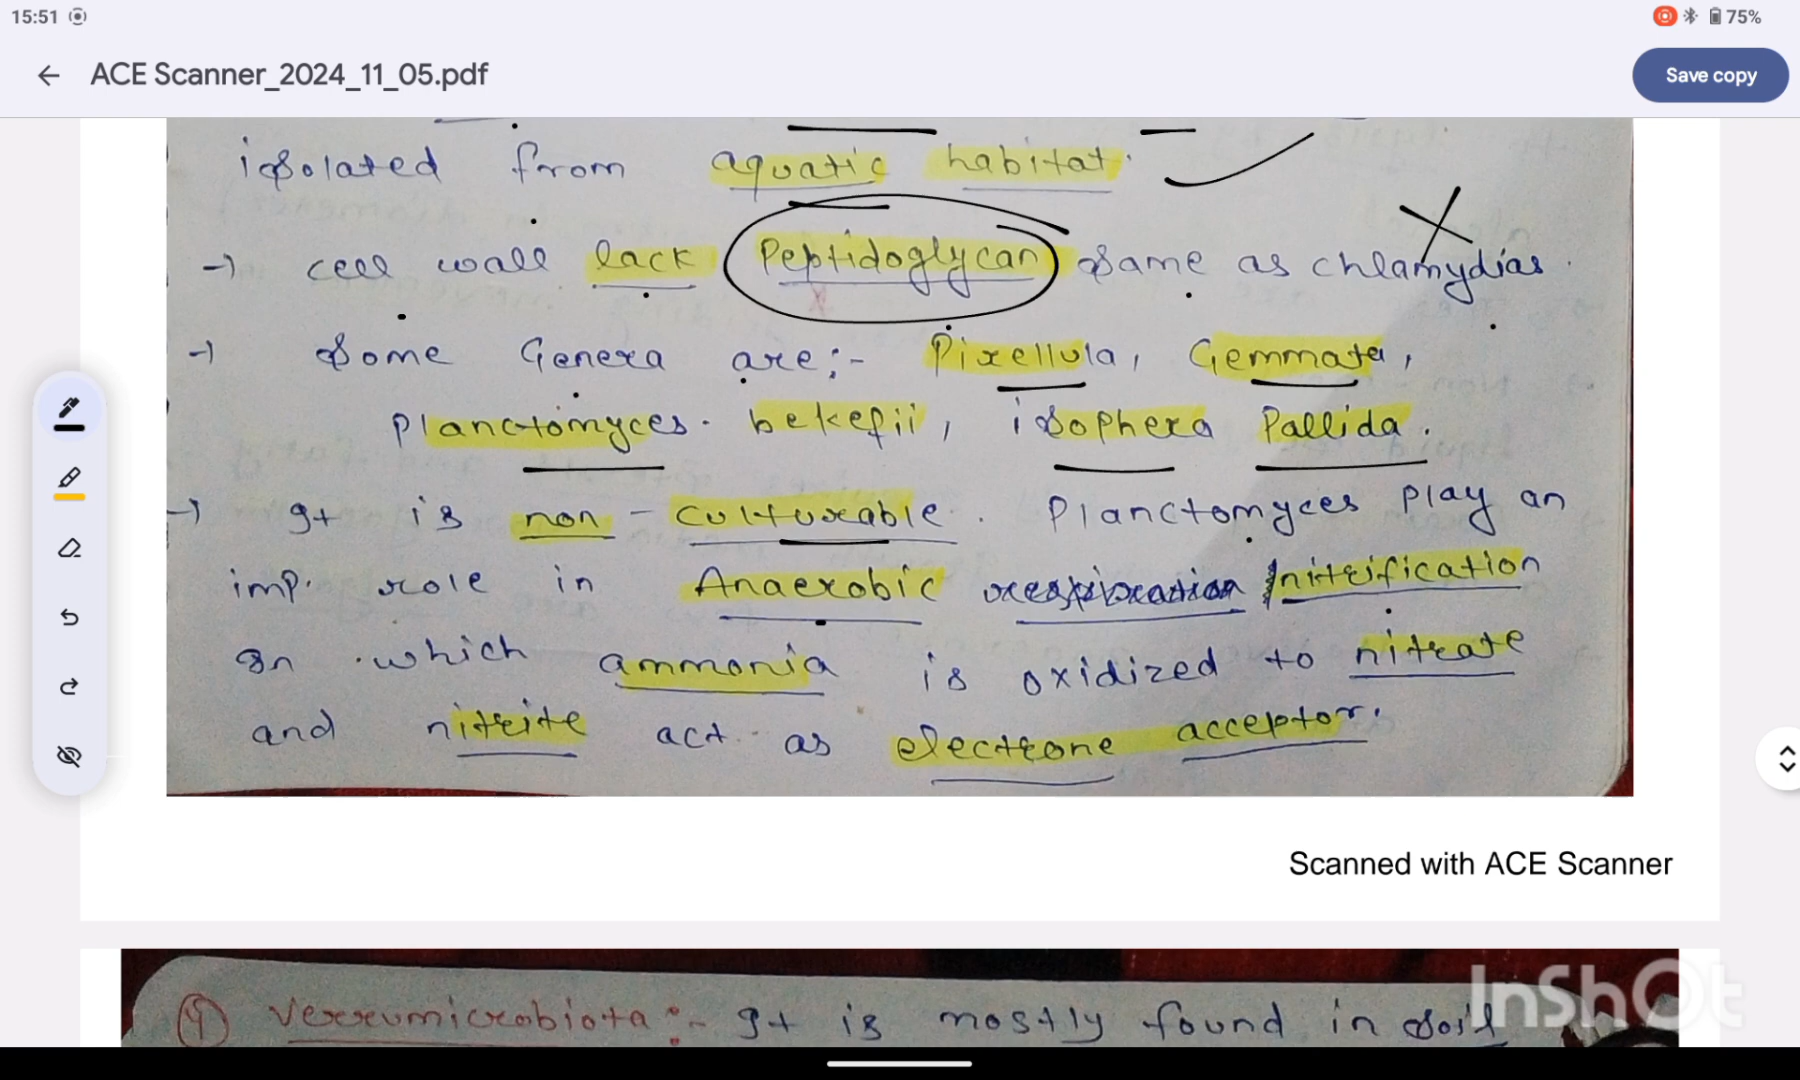 15:51
75%
ACE Scanner_2024_11_05.pdf
Save copy
isolated from aquatic habitat.
→ cell wall lack Peptidoglycan same as chlamydias.
→ some Genera are:- Pirellula, Gemmata,
Planctomyces. bekefii, isophera Pallida.
→ It is non-culturable. Planctomyces Play an
imp. role in Anaerobic respiration nitrification
In which ammonia is oxidized to nitrate
and nitrite act as electrone acceptor.
Scanned with ACE Scanner
④ Verrumicrobiota:- It is mostly found in soil
InShOt